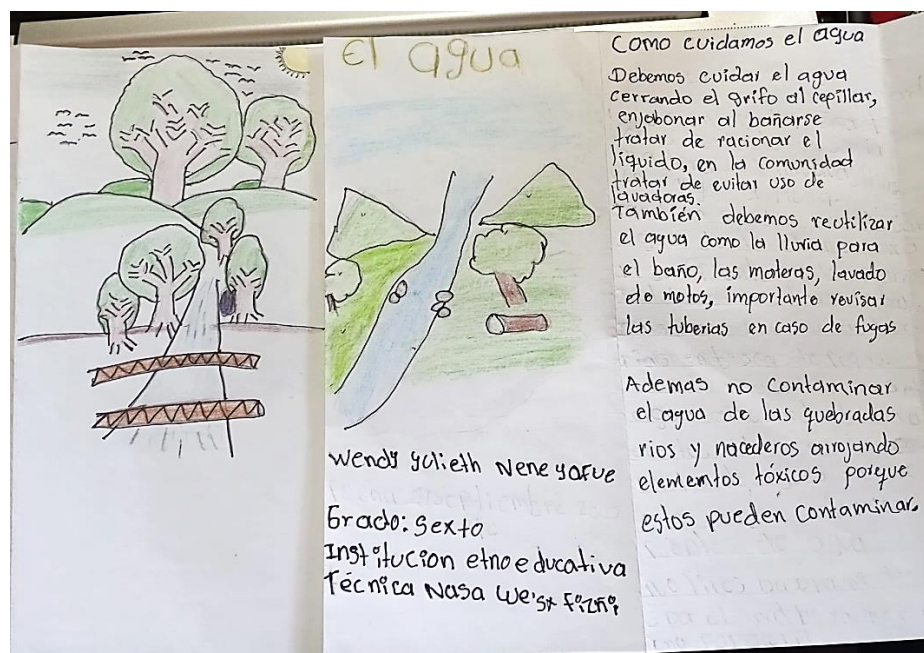 El agua
Wendy yulieth Nene yafue
Grado: Sexto
Institucion etnoeducativa
Técnica Nasa We'sx
Como cuidamos el agua
Debemos cuidar el agua
cerrando el grifo al cepillar,
enjabonar al bañarse
tratar de racionar el
líquido, en la comunidad
tratar de evitar uso de
lavadoras.
También debemos reutilizar
el agua como la lluvia para
el baño, las materas, lavado
de motos, importante revisar
las tuberias en caso de fugas
Ademas no contaminar
el agua de las quebradas
rios y nacederos arrojando
elementos tóxicos porque
estos pueden contaminar.